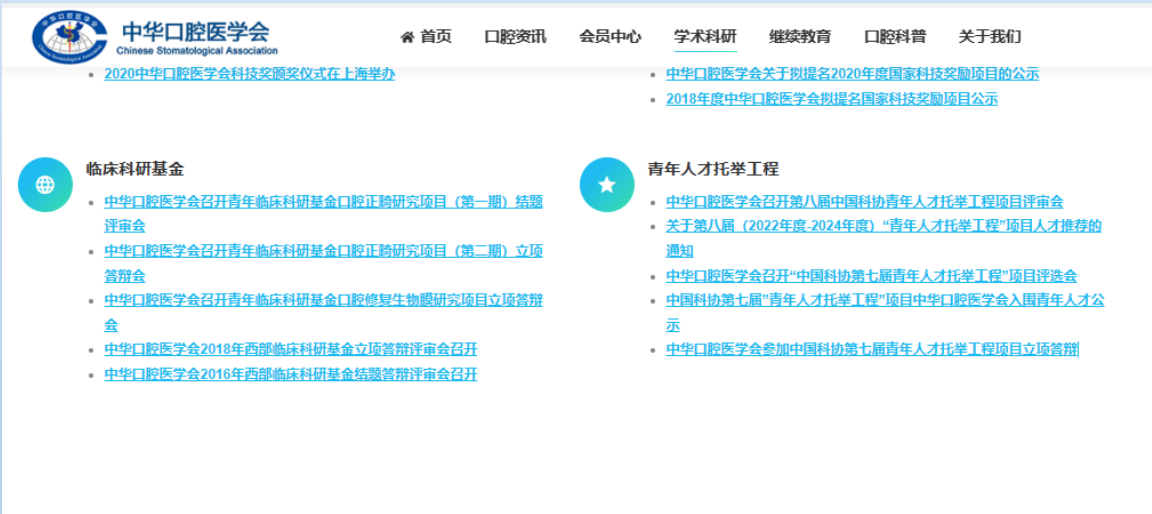 中华口腔医学会
Chinese Stomatological Association
首页 口腔资讯 会员中心 学术科研 继续教育 口腔科普 关于我们
2020中华口腔医学会科技奖颁奖仪式在上海举办
中华口腔医学会关于拟提名2020年度国家科技奖励项目的公示
2018年度中华口腔医学会拟提名国家科技奖励项目公示
临床科研基金
中华口腔医学会召开青年临床科研基金口腔正畸研究项目（第一期）结题
评审会
中华口腔医学会召开青年临床科研基金口腔正畸研究项目（第二期）立项
答辩会
中华口腔医学会召开青年临床科研基金口腔修复生物膜研究项目立项答辩
会
中华口腔医学会2018年西部临床科研基金立项答辩评审会召开
中华口腔医学会2016年西部临床科研基金结题答辩评审会召开
青年人才托举工程
中华口腔医学会召开第八届中国科协青年人才托举工程项目评审会
关于第八届（2022年度-2024年度）“青年人才托举工程”项目人才推荐的
通知
中华口腔医学会召开“中国科协第七届青年人才托举工程”项目评选会
中国科协第七届”青年人才托举工程”项目中华口腔医学会入围青年人才公
示
中华口腔医学会参加中国科协第七届青年人才托举工程项目立项答辩